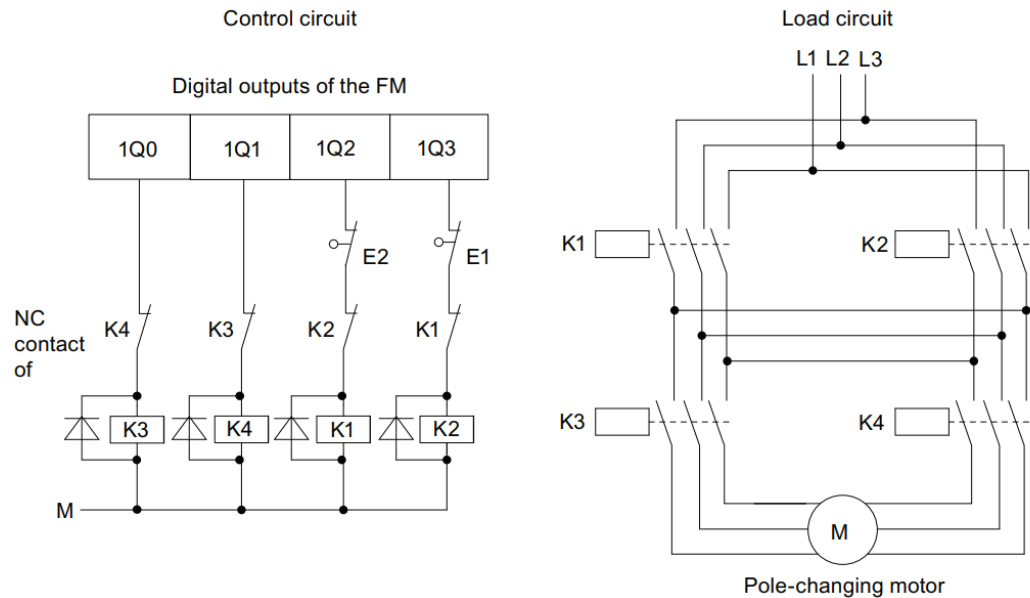 Control circuit
Load circuit
L1 L2 L3
Digital outputs of the FM
1Q0 1Q1 1Q2 1Q3
E2 E1
K1 K2
NC
contact
of
K4 K3 K2 K1
K3 K4 K1 K2
K3 K4
M
M
Pole-changing motor